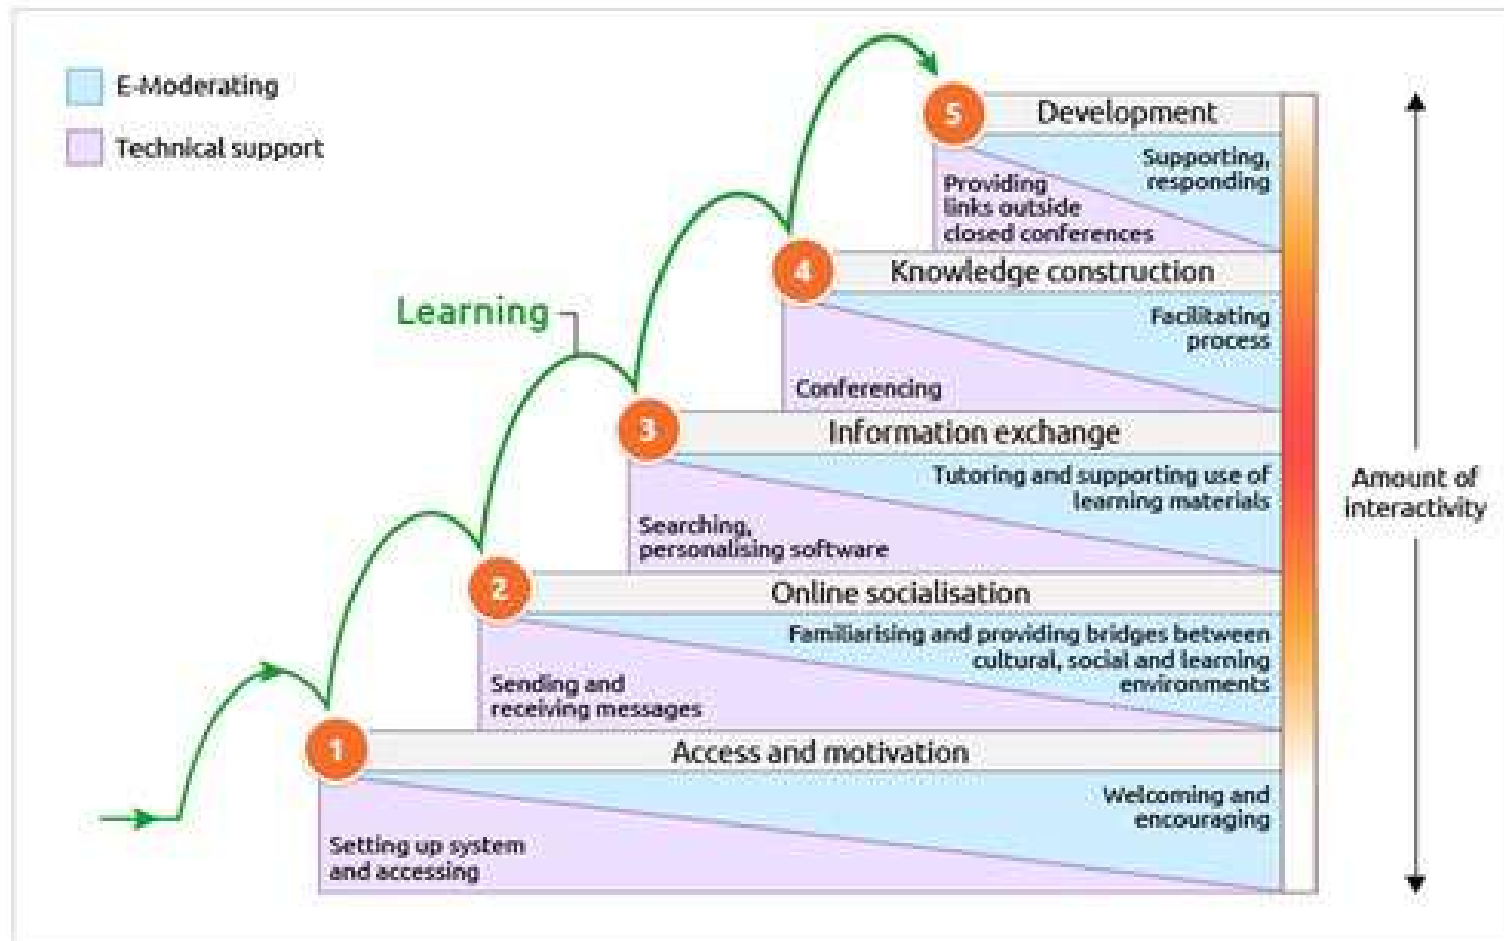 E-Moderating
Technical support
5
Development
Supporting,
responding
Providing
links outside
closed conferences
4
Knowledge construction
Facilitating
process
Conferencing
Learning
3
Information exchange
Tutoring and supporting use of
learning materials
Searching,
personalising software
Amount of
interactivity
2
Online socialisation
Familiarising and providing bridges between
cultural, social and learning
environments
Sending and
receiving messages
1
Access and motivation
Welcoming and
encouraging
Setting up system
and accessing